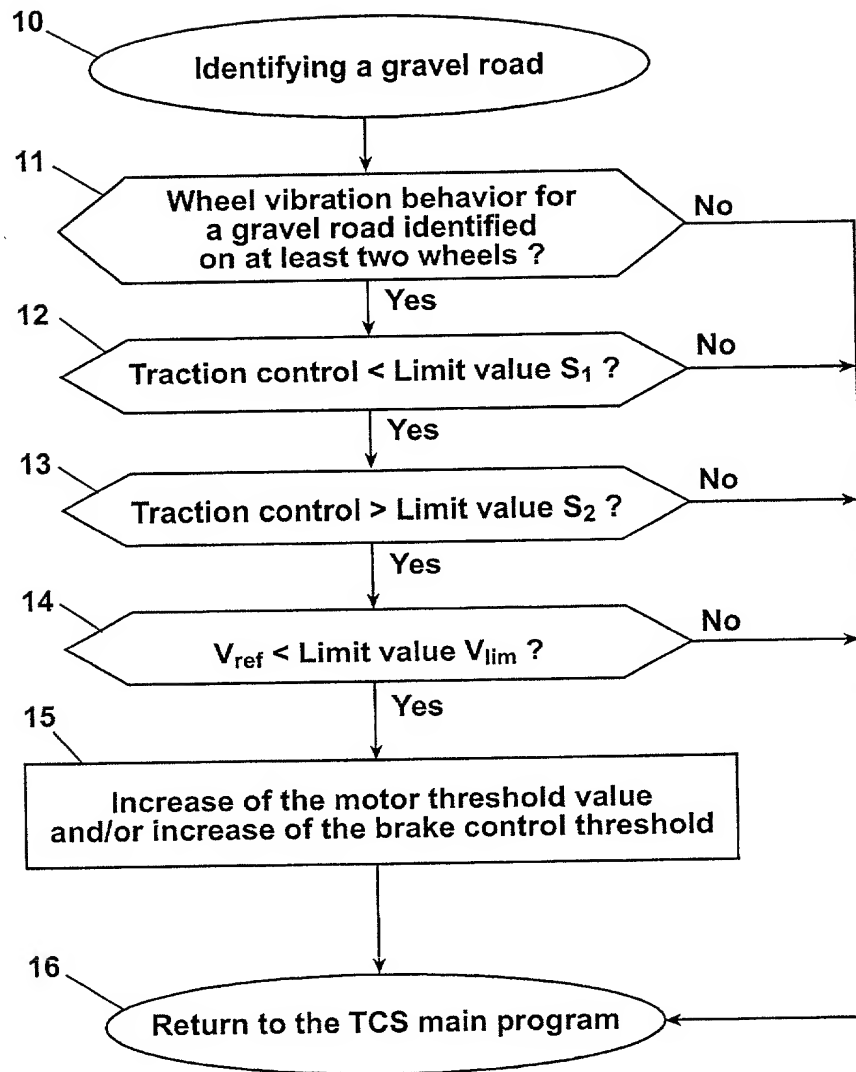 10
Identifying a gravel road
11
Wheel vibration behavior for
a gravel road identified
on at least two wheels ?
No
Yes
12
Traction control < Limit value S₁ ?
No
Yes
13
Traction control > Limit value S₂ ?
No
Yes
14
V_ref < Limit value V_lim ?
No
Yes
15
Increase of the motor threshold value
and/or increase of the brake control threshold
16
Return to the TCS main program